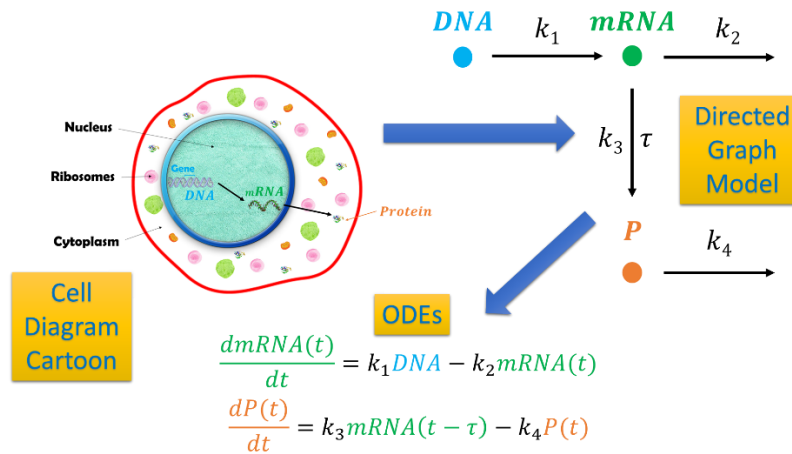 DNA
k₁
mRNA
k₂
k₃
τ
Directed
Graph
Model
P
k₄
Nucleus
Ribosomes
Cytoplasm
Gene
DNA
mRNA
Protein
Cell
Diagram
Cartoon
ODEs
dmRNA(t)/dt = k₁DNA − k₂mRNA(t)
dP(t)/dt = k₃mRNA(t − τ) − k₄P(t)